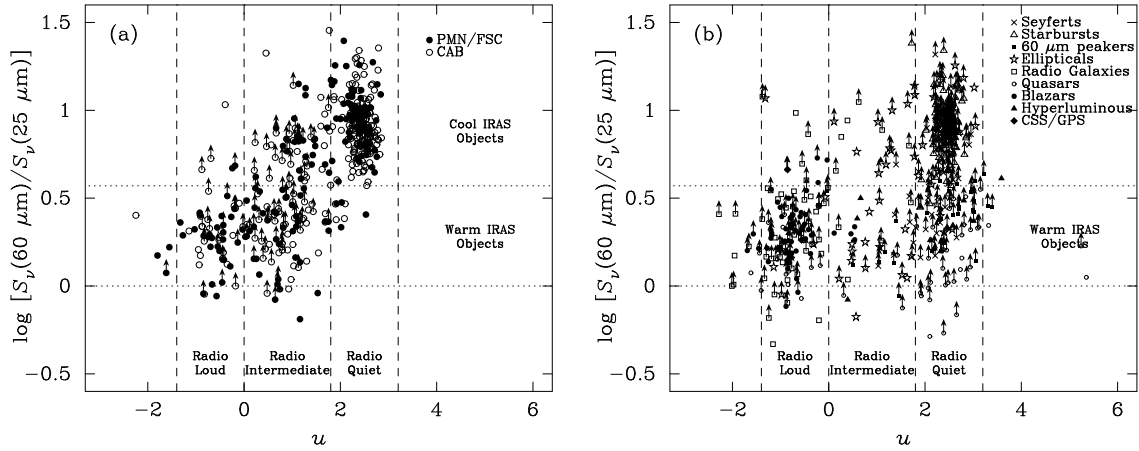 (a)
PMN/FSC
CAB
Cool IRAS
Objects
Warm IRAS
Objects
Radio
Loud
Radio
Intermediate
Radio
Quiet
1.5
1
0.5
0
−0.5
−2
0
2
4
6
u
log [Sν(60 μm)/Sν(25 μm)]
(b)
Seyferts
Starbursts
60 μm peakers
Ellipticals
Radio Galaxies
Quasars
Blazars
Hyperluminous
CSS/GPS
Warm IRAS
Objects
Radio
Loud
Radio
Intermediate
Radio
Quiet
1.5
1
0.5
0
−0.5
−2
0
2
4
6
u
log [Sν(60 μm)/Sν(25 μm)]